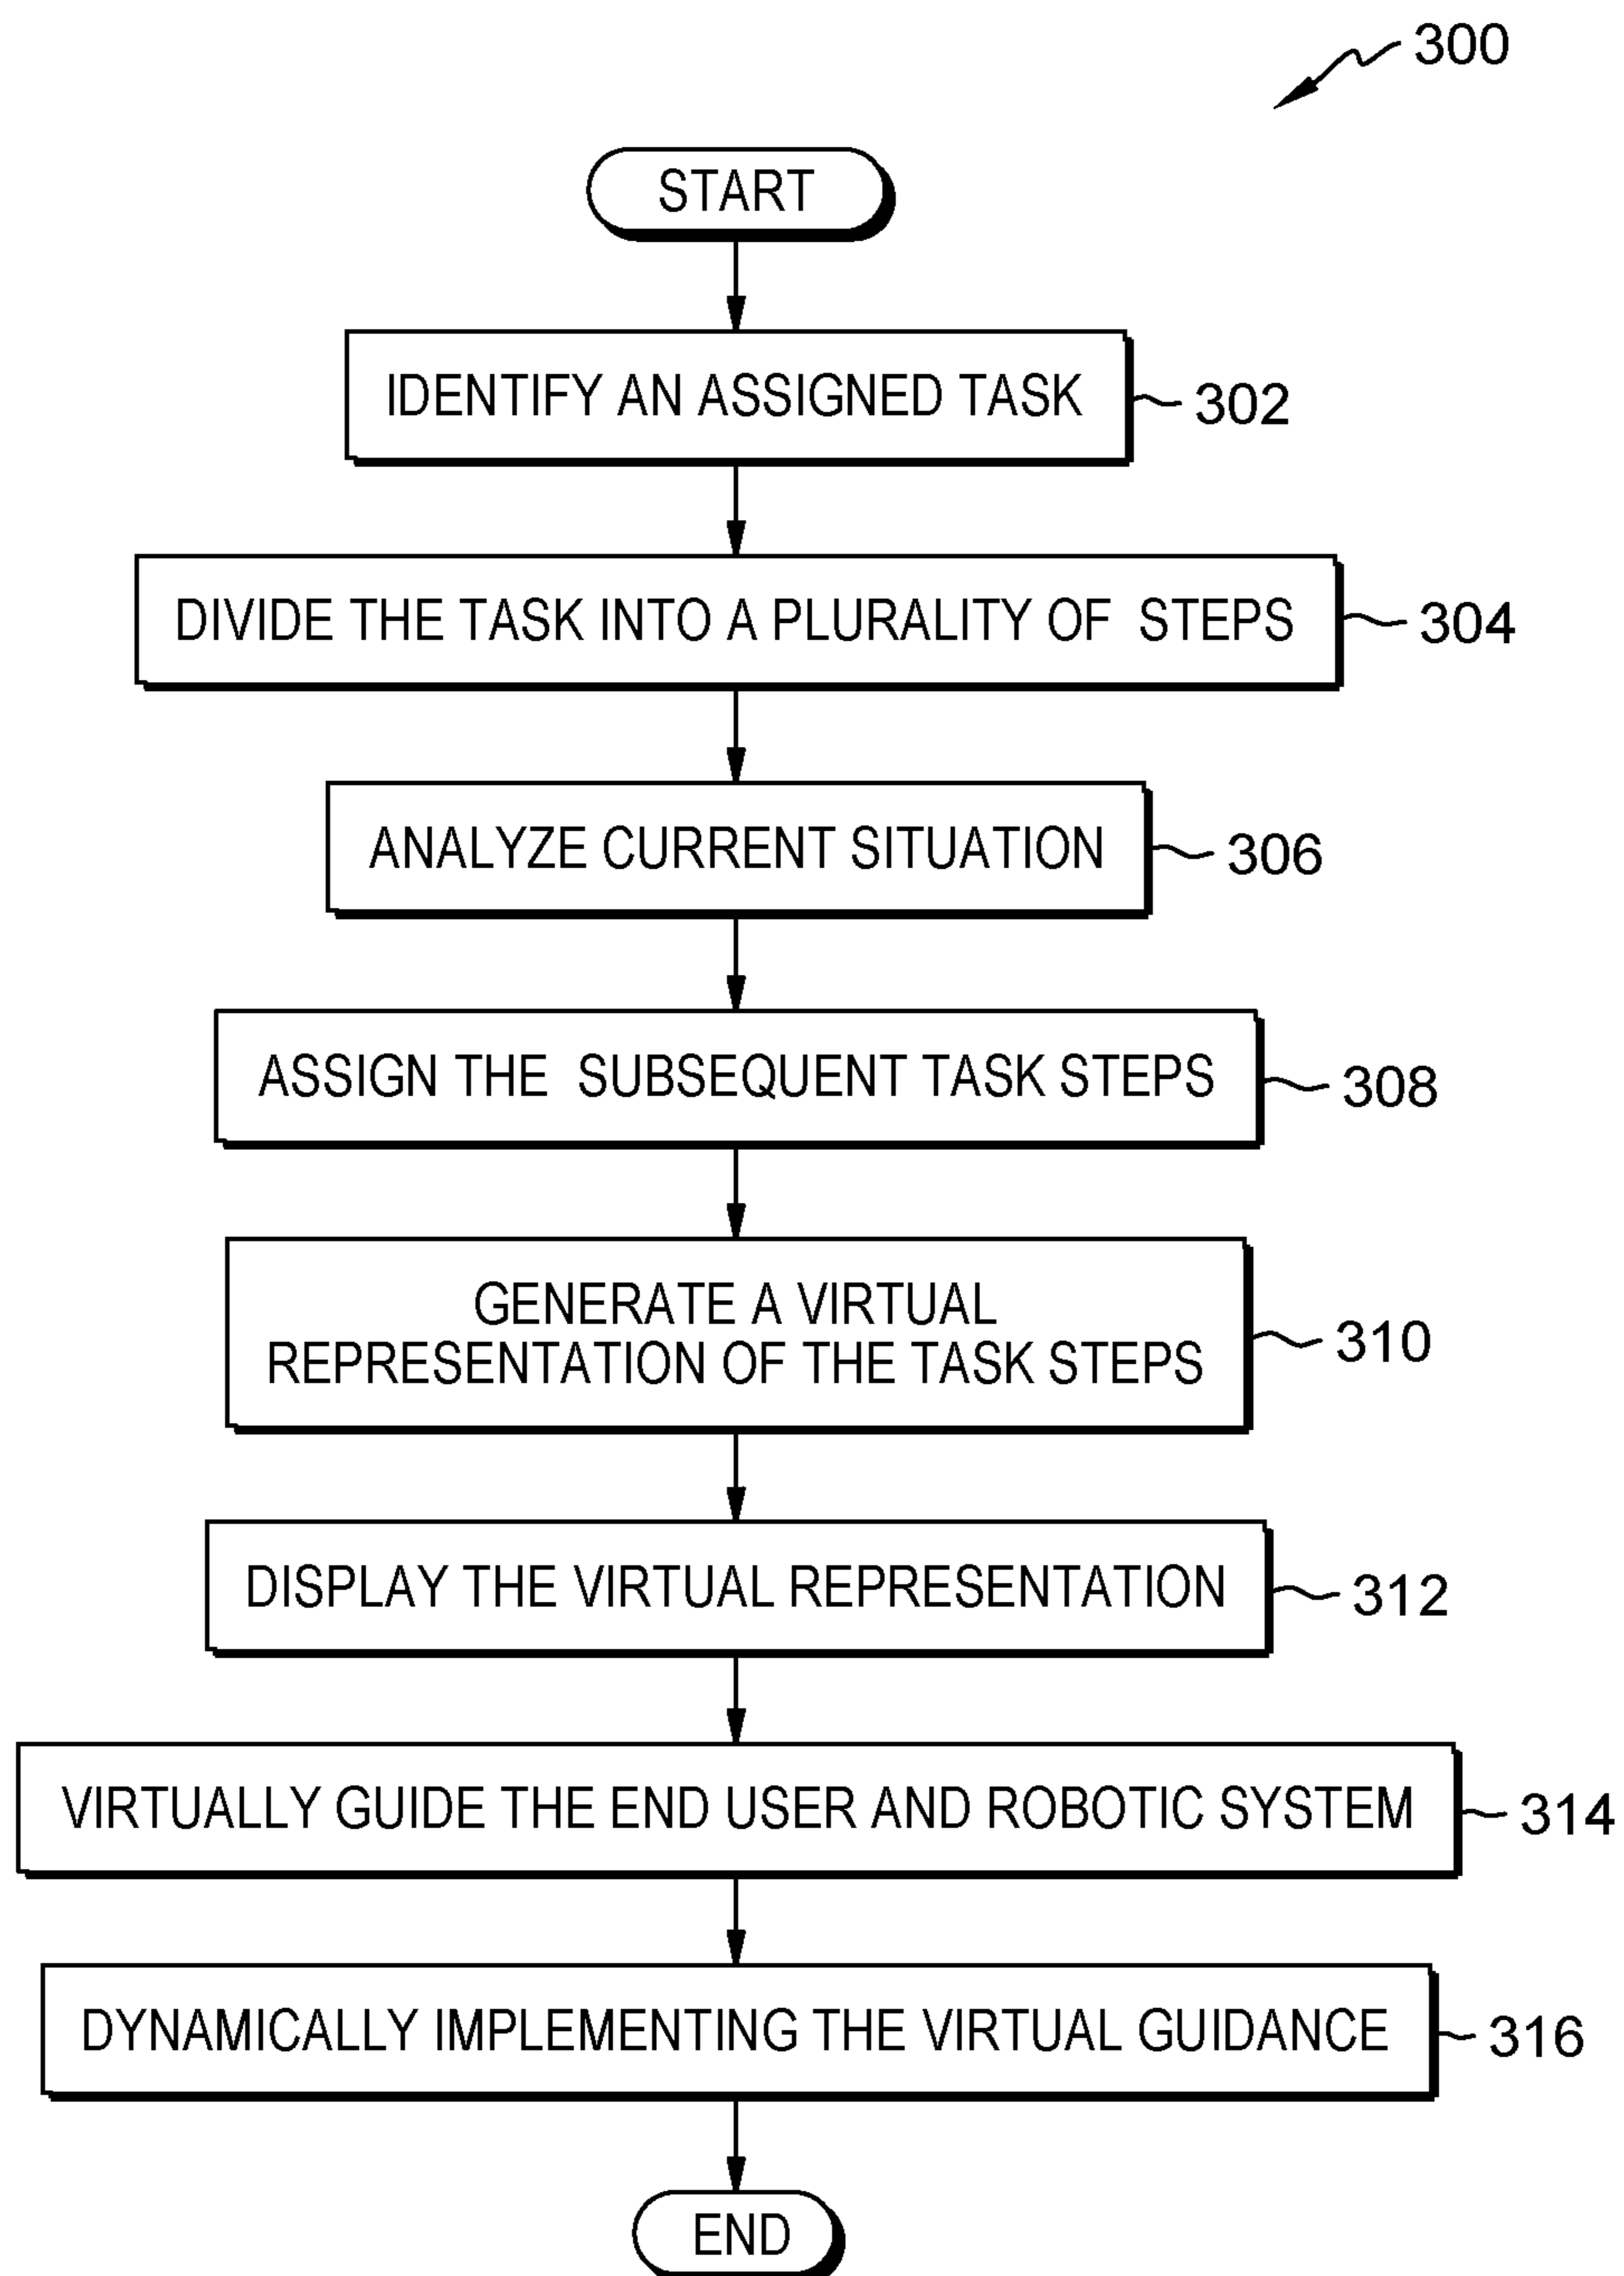 300
START
IDENTIFY AN ASSIGNED TASK
302
DIVIDE THE TASK INTO A PLURALITY OF STEPS
304
ANALYZE CURRENT SITUATION
306
ASSIGN THE SUBSEQUENT TASK STEPS
308
GENERATE A VIRTUAL
REPRESENTATION OF THE TASK STEPS
310
DISPLAY THE VIRTUAL REPRESENTATION
312
VIRTUALLY GUIDE THE END USER AND ROBOTIC SYSTEM
314
DYNAMICALLY IMPLEMENTING THE VIRTUAL GUIDANCE
316
END